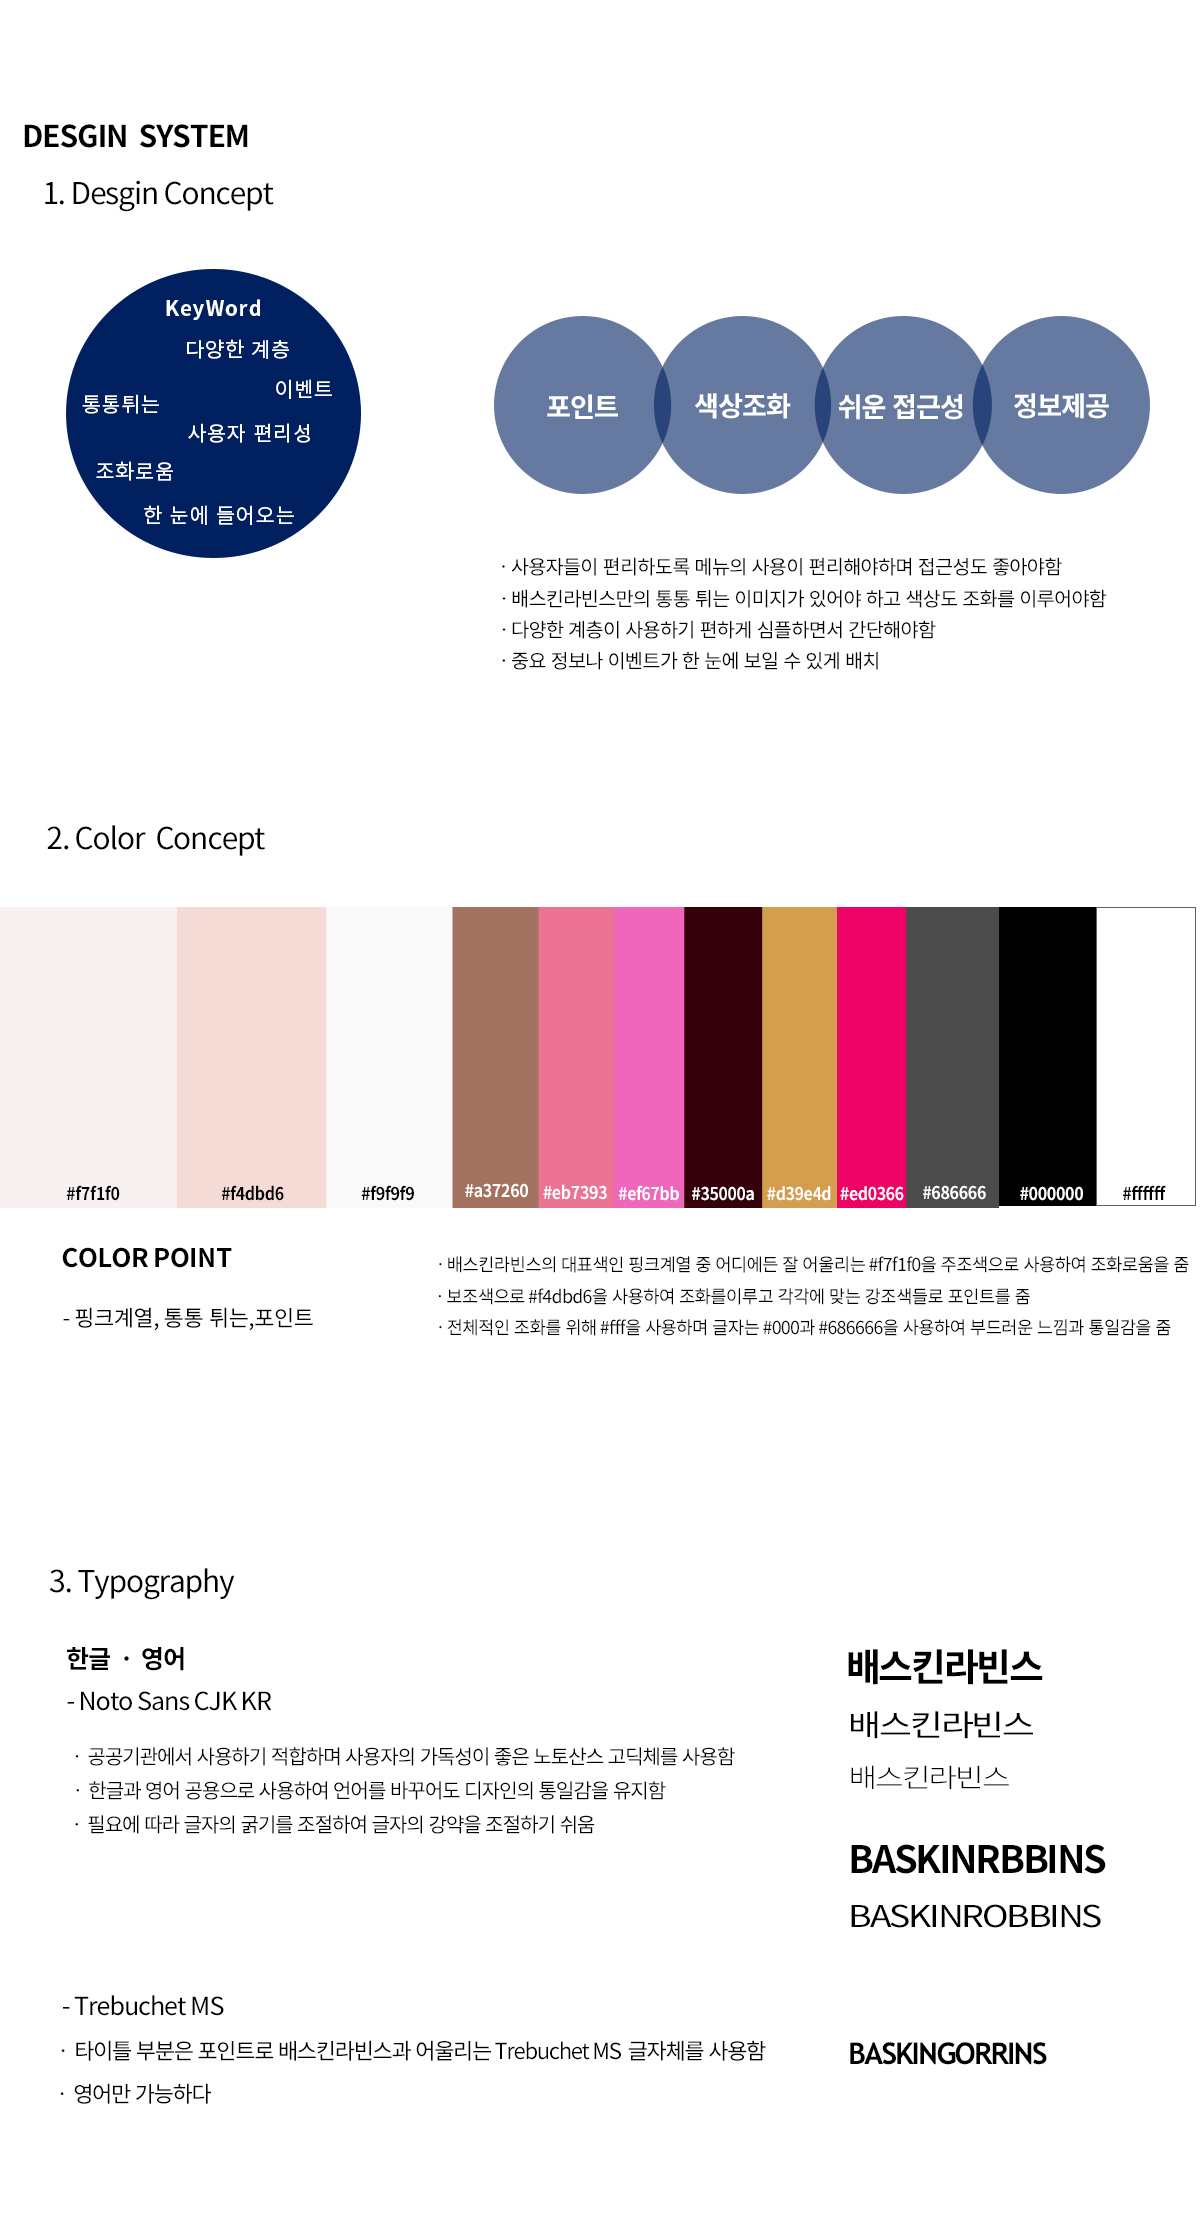 DESGIN SYSTEM
1. Desgin Concept
KeyWord
다양한 계층
이벤트
통통튀는
사용자 편리성
조화로움
한 눈에 들어오는
포인트
색상조화
쉬운 접근성
정보제공
· 사용자들이 편리하도록 메뉴의 사용이 편리해야하며 접근성도 좋아야함
· 배스킨라빈스만의 통통 튀는 이미지가 있어야 하고 색상도 조화를 이루어야함
· 다양한 계층이 사용하기 편하게 심플하면서 간단해야함
· 중요 정보나 이벤트가 한 눈에 보일 수 있게 배치
2. Color Concept
#f7f1f0
#f4dbd6
#f9f9f9
#a37260
#eb7393
#ef67bb
#35000a
#d39e4d
#ed0366
#686666
#000000
#ffffff
COLOR POINT
- 핑크계열, 통통 튀는,포인트
· 배스킨라빈스의 대표색인 핑크계열 중 어디에든 잘 어울리는 #f7f1f0을 주조색으로 사용하여 조화로움을 줌
· 보조색으로 #f4dbd6을 사용하여 조화를이루고 각각에 맞는 강조색들로 포인트를 줌
· 전체적인 조화를 위해 #fff을 사용하며 글자는 #000과 #686666을 사용하여 부드러운 느낌과 통일감을 줌
3. Typography
한글 · 영어
- Noto Sans CJK KR
· 공공기관에서 사용하기 적합하며 사용자의 가독성이 좋은 노토산스 고딕체를 사용함
· 한글과 영어 공용으로 사용하여 언어를 바꾸어도 디자인의 통일감을 유지함
· 필요에 따라 글자의 굵기를 조절하여 글자의 강약을 조절하기 쉬움
배스킨라빈스
배스킨라빈스
배스킨라빈스
BASKINRBBINS
BASKINROBBINS
- Trebuchet MS
· 타이틀 부분은 포인트로 배스킨라빈스과 어울리는 Trebuchet MS 글자체를 사용함
· 영어만 가능하다
BASKINGORRINS